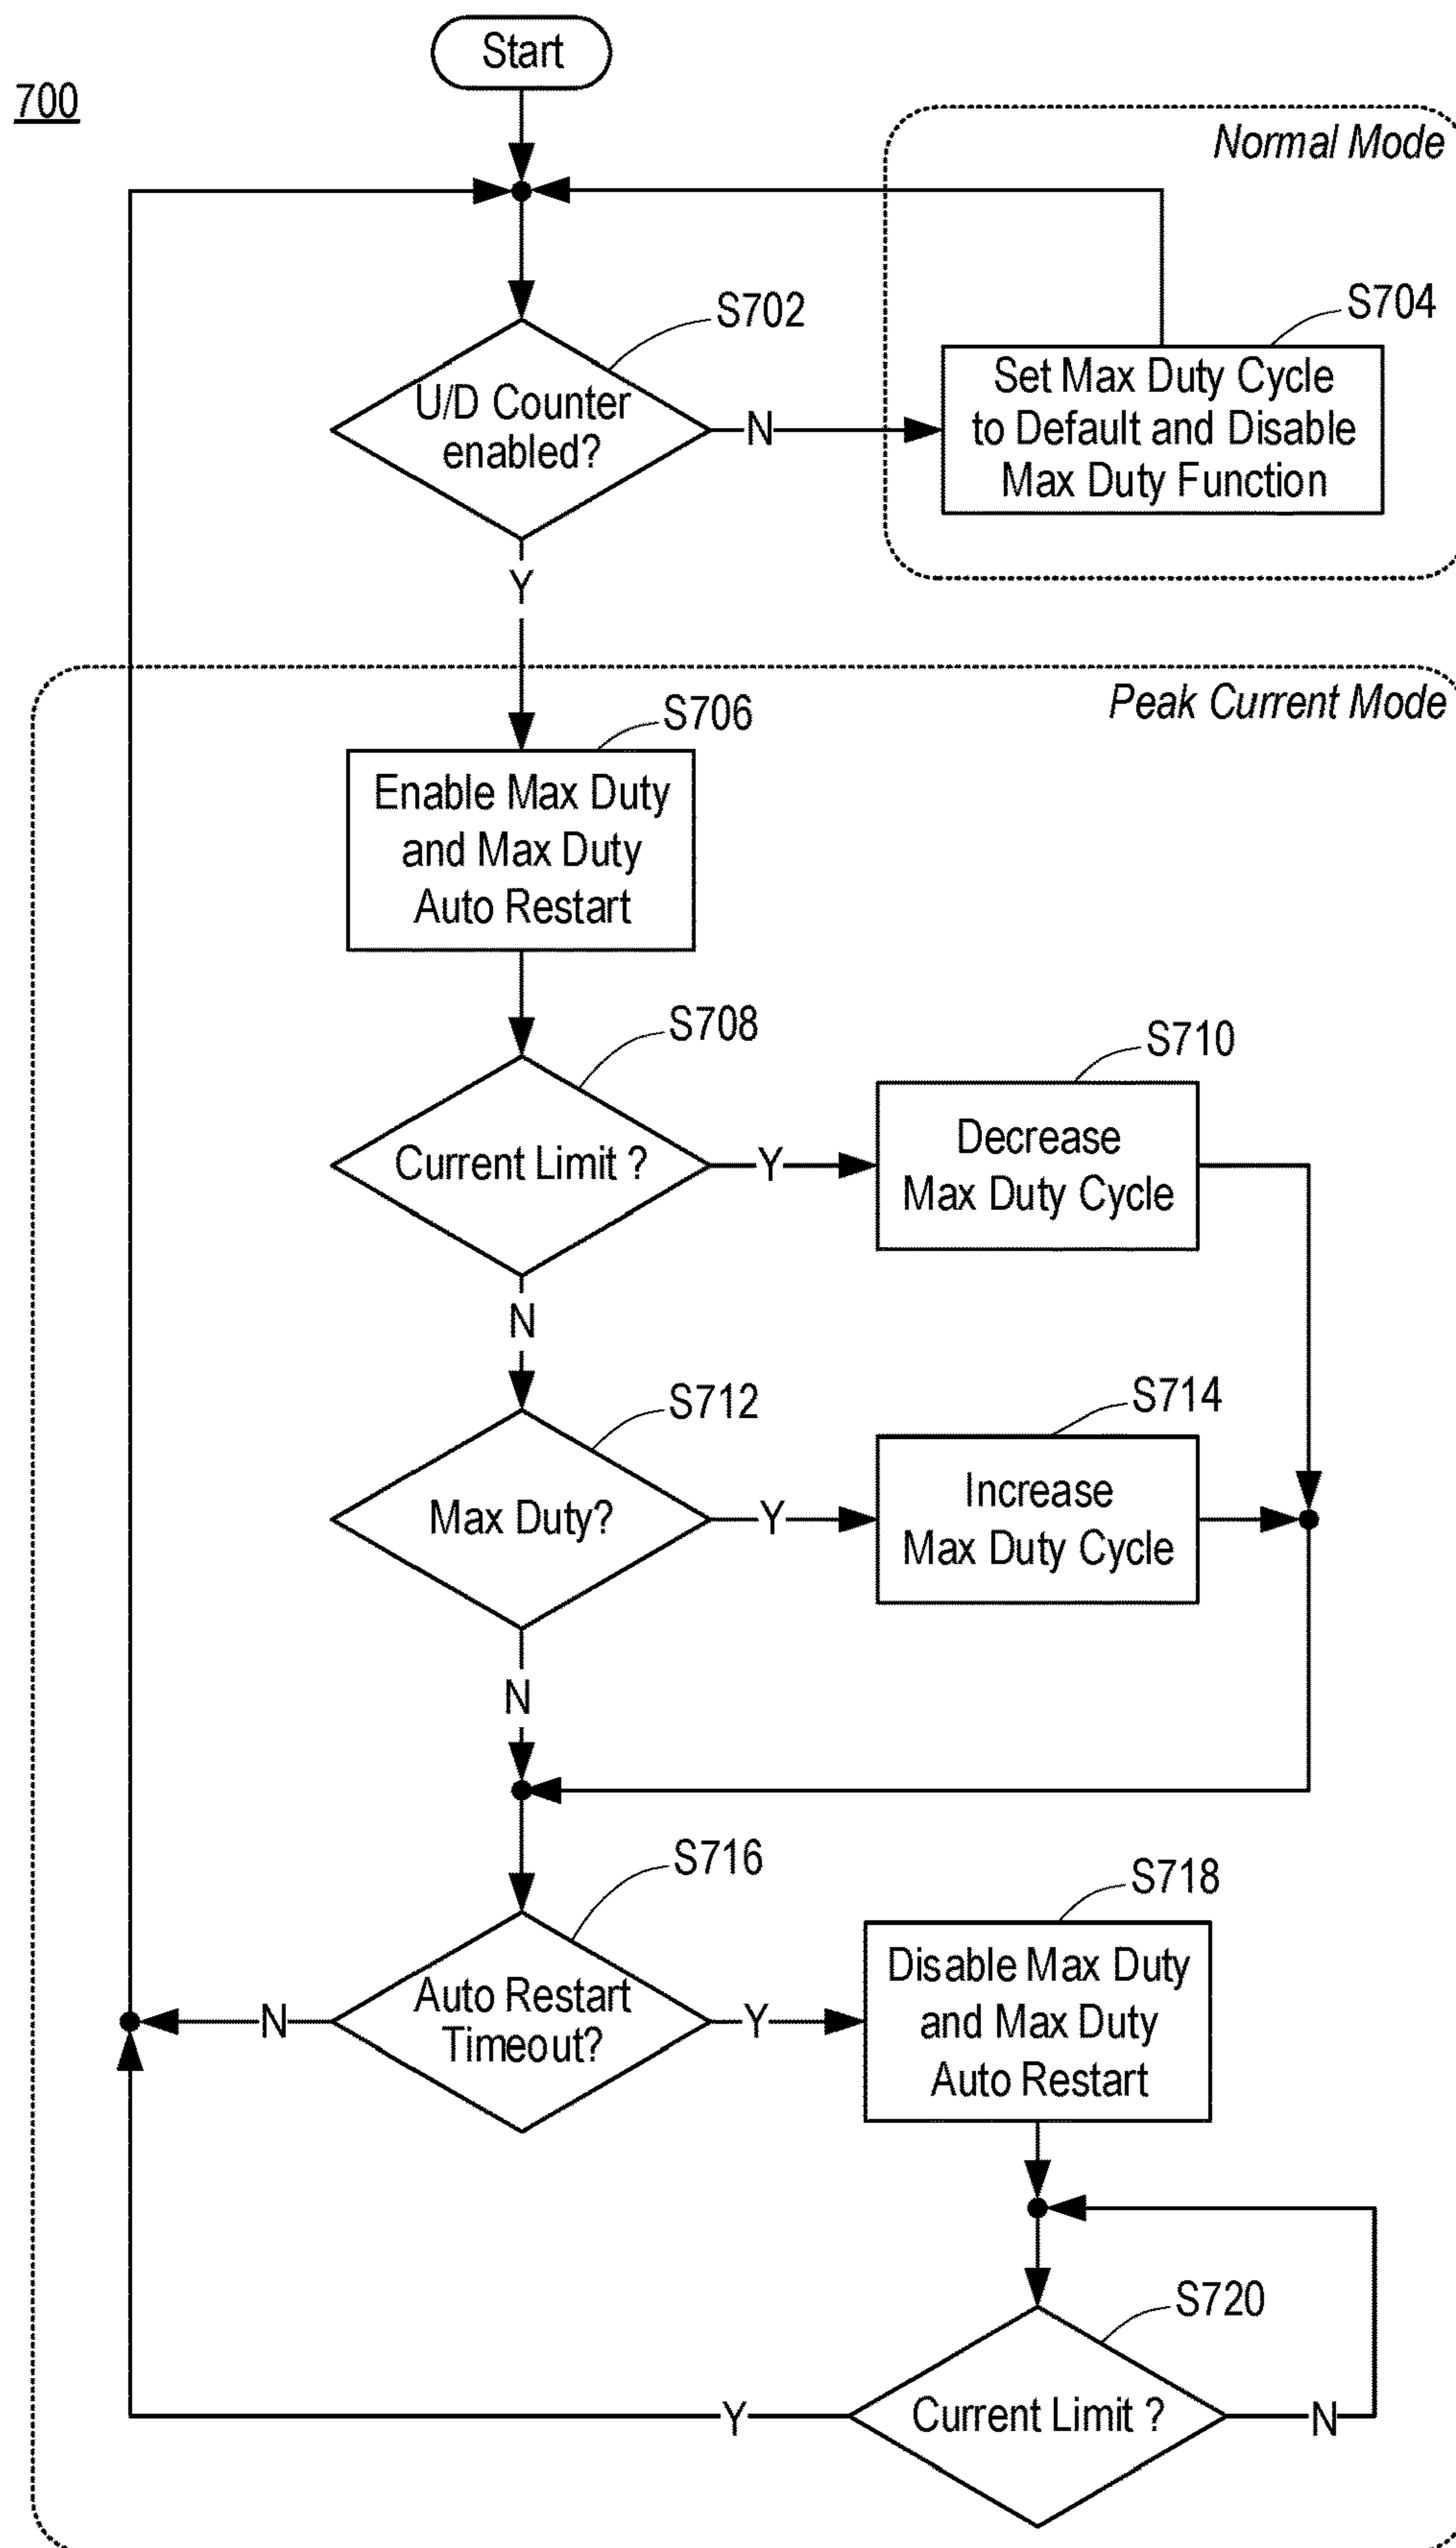 Start
700
Normal Mode
S702
S704
U/D Counter
enabled?
N
Set Max Duty Cycle
to Default and Disable
Max Duty Function
Y
Peak Current Mode
S706
Enable Max Duty
and Max Duty
Auto Restart
S708
S710
Current Limit ?
Y
Decrease
Max Duty Cycle
N
S712
S714
Max Duty?
Y
Increase
Max Duty Cycle
N
S716
S718
Auto Restart
Timeout?
N
Y
Disable Max Duty
and Max Duty
Auto Restart
S720
Current Limit ?
Y
N